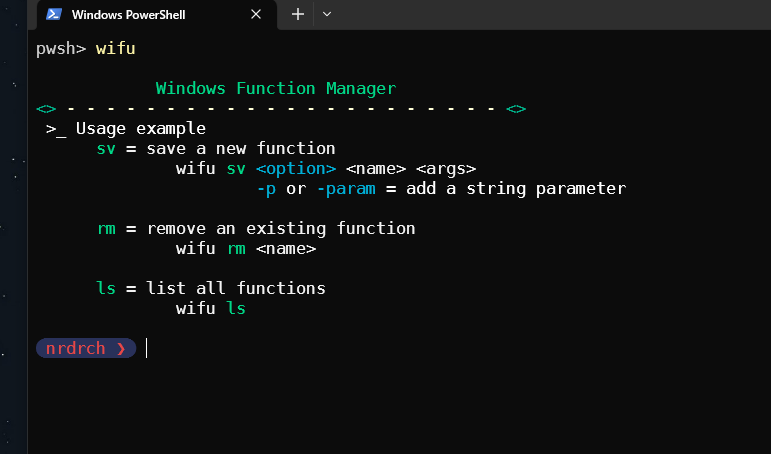 Windows PowerShell
pwsh> wifu
Windows Function Manager
<> - - - - - - - - - - - - - - - - - - - - - - <>
>_ Usage example
sv = save a new function
wifu sv <option> <name> <args>
-p or -param = add a string parameter
rm = remove an existing function
wifu rm <name>
ls = list all functions
wifu ls
nrdrch ❯